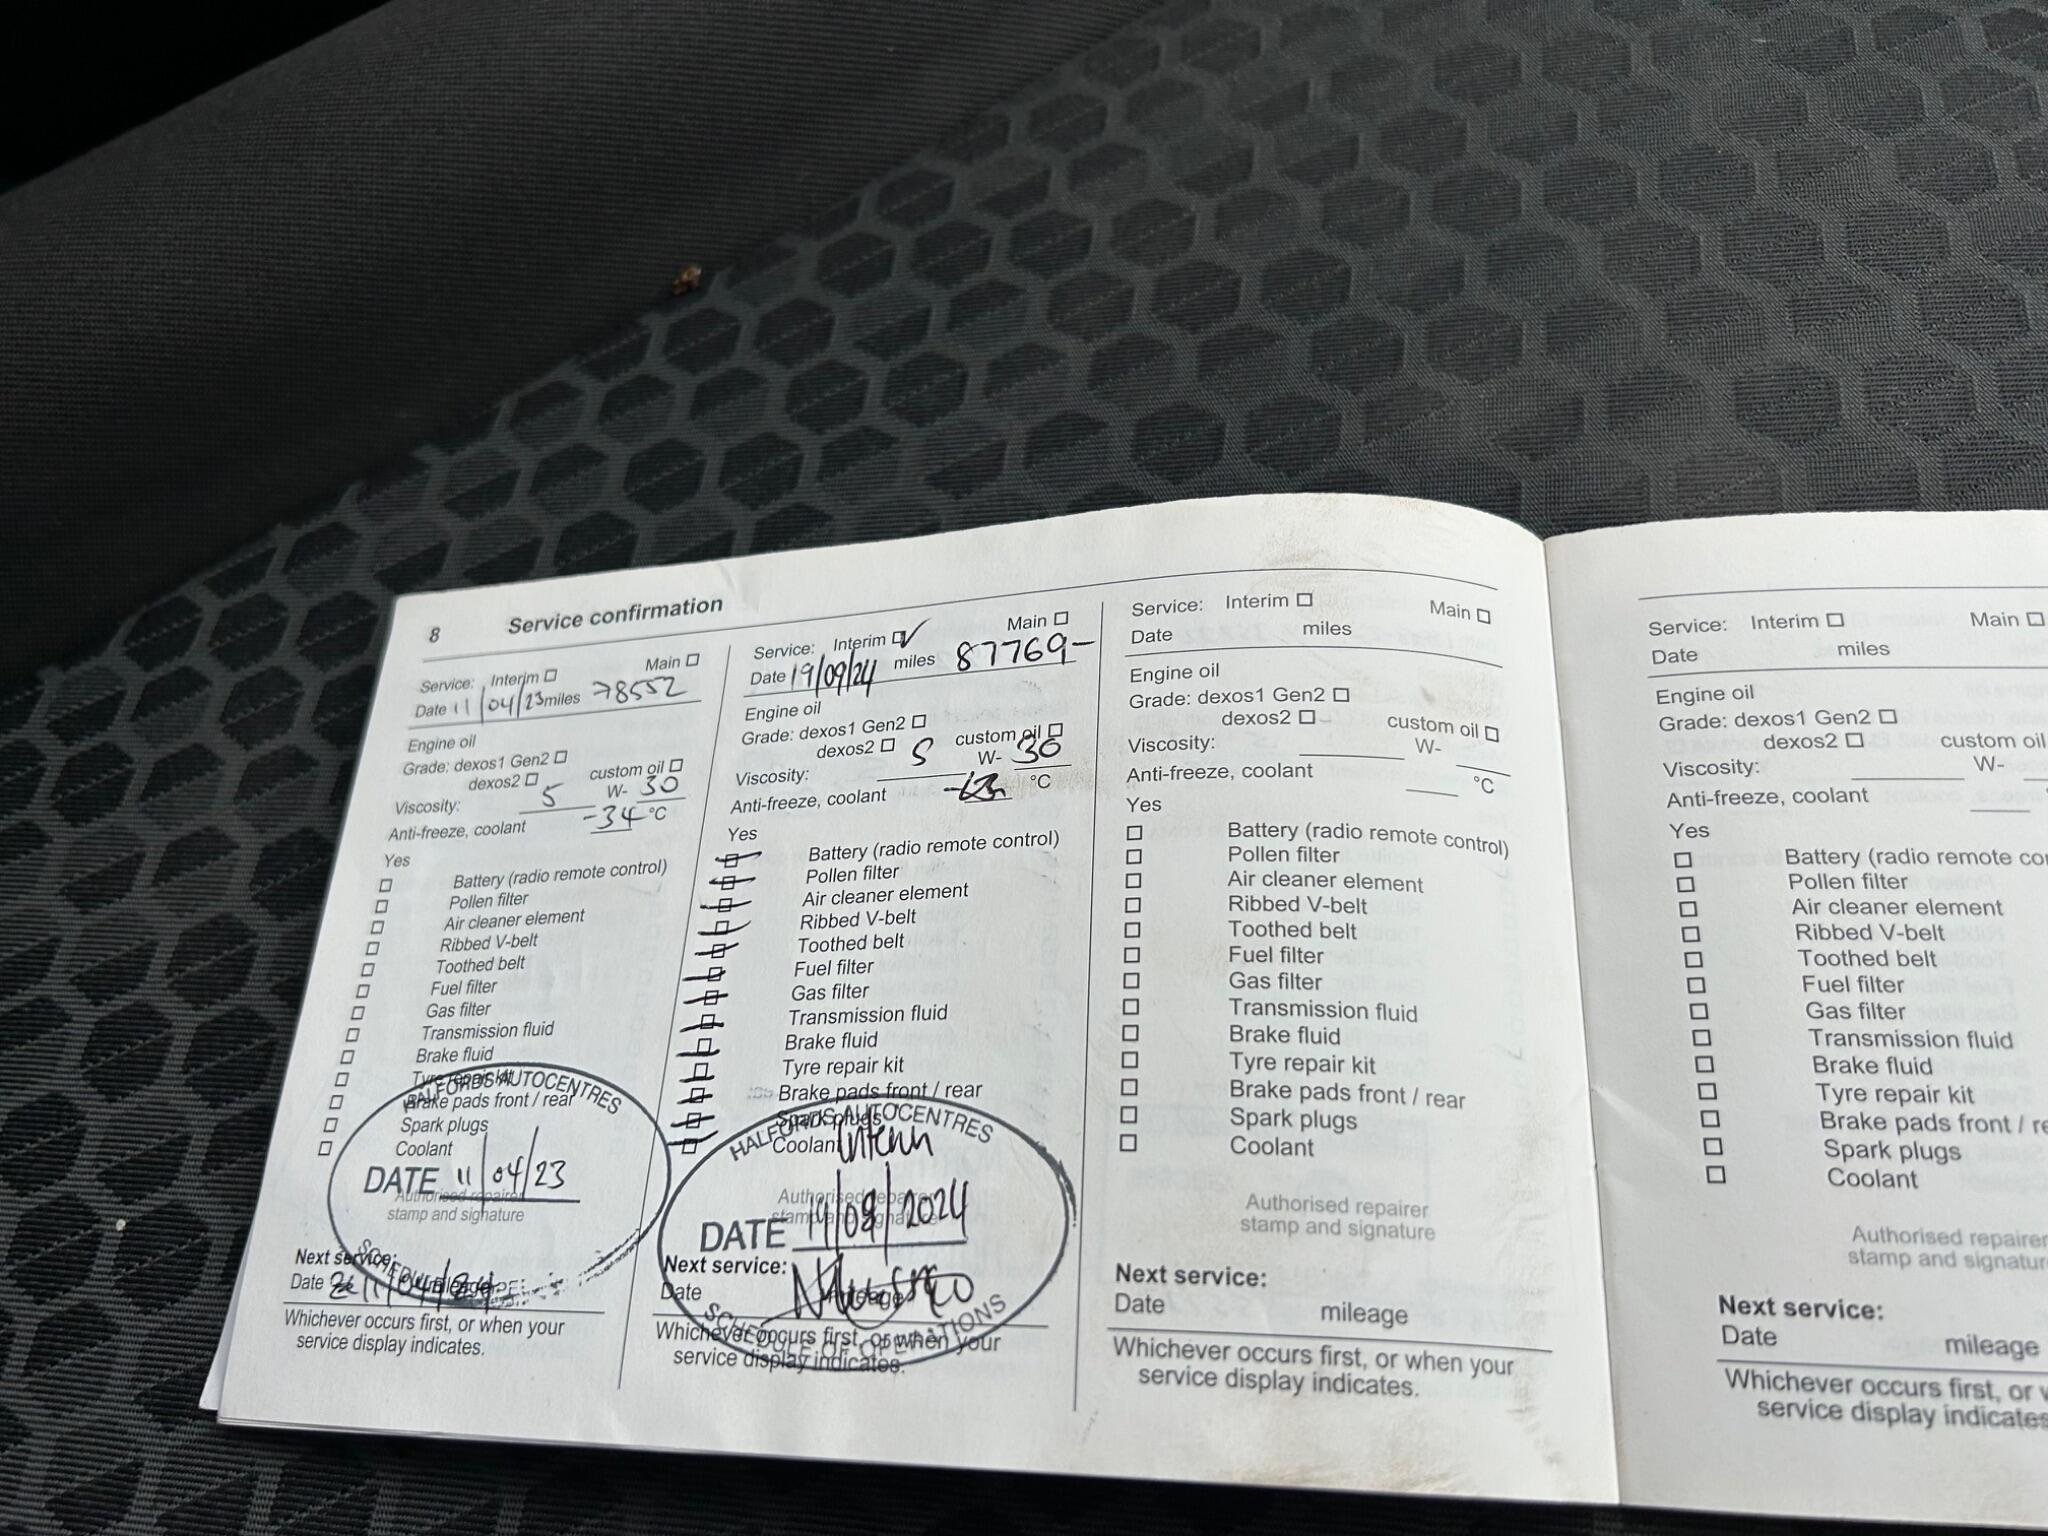 8 Service confirmation
Service: Interim Main
Date 11/04/23 miles 78552
Engine oil
Grade: dexos1 Gen2
dexos2 custom oil
Viscosity: 5 W- 30
Anti-freeze, coolant -34 °C
Yes
Battery (radio remote control)
Pollen filter
Air cleaner element
Ribbed V-belt
Toothed belt
Fuel filter
Gas filter
Transmission fluid
Brake fluid
Tyre repair kit
HALFORDS AUTOCENTRES
Brake pads front / rear
Spark plugs
Coolant
DATE 11/04/23
Authorised repairer
stamp and signature
Next service:
Date 11/04/24 mileage
Whichever occurs first, or when your
service display indicates.
Service: Interim Main
Date 19/09/24 miles 87769-
Engine oil
Grade: dexos1 Gen2
dexos2 custom oil
Viscosity: 5 W- 30
Anti-freeze, coolant °C
Yes
Battery (radio remote control)
Pollen filter
Air cleaner element
Ribbed V-belt
Toothed belt
Fuel filter
Gas filter
Transmission fluid
Brake fluid
Tyre repair kit
Brake pads front / rear
Spark plugs
HALFORDS AUTOCENTRES
Coolant
Authorised repairer
stamp and signature
DATE 19/09/2024
Next service:
Date mileage
SCHEDULE OF OPERATIONS
Whichever occurs first, or when your
service display indicates.
Service: Interim Main
Date miles
Engine oil
Grade: dexos1 Gen2
dexos2 custom oil
Viscosity: W-
Anti-freeze, coolant °C
Yes
Battery (radio remote control)
Pollen filter
Air cleaner element
Ribbed V-belt
Toothed belt
Fuel filter
Gas filter
Transmission fluid
Brake fluid
Tyre repair kit
Brake pads front / rear
Spark plugs
Coolant
Authorised repairer
stamp and signature
Next service:
Date mileage
Whichever occurs first, or when your
service display indicates.
Service: Interim Main
Date miles
Engine oil
Grade: dexos1 Gen2
dexos2 custom oil
Viscosity: W-
Anti-freeze, coolant
Yes
Battery (radio remote co
Pollen filter
Air cleaner element
Ribbed V-belt
Toothed belt
Fuel filter
Gas filter
Transmission fluid
Brake fluid
Tyre repair kit
Brake pads front / re
Spark plugs
Coolant
Authorised repairer
stamp and signatu
Next service:
Date mileage
Whichever occurs first, or
service display indicates